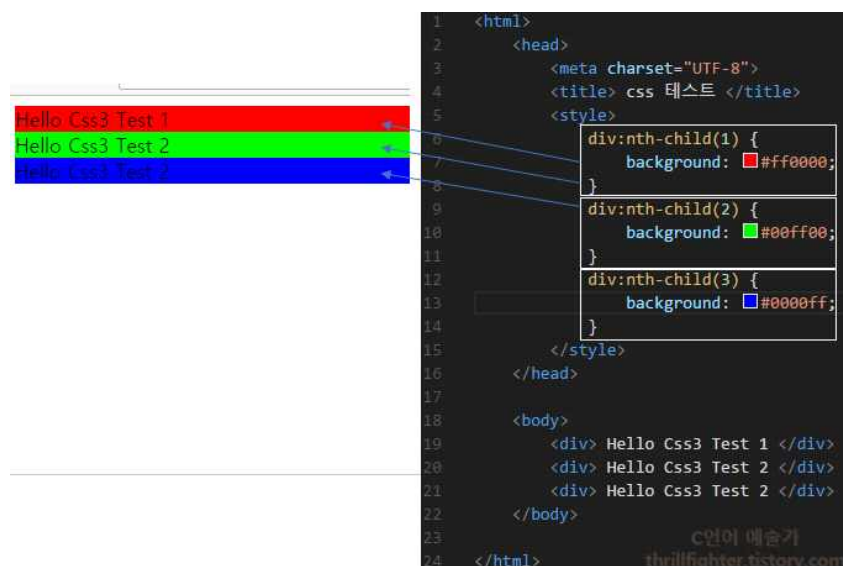 Hello Css3 Test 1
Hello Css3 Test 2
Hello Css3 Test 2
1 <html>
2 <head>
3 <meta charset="UTF-8">
4 <title> css 테스트 </title>
5 <style>
6 div:nth-child(1) {
7 background: #ff0000;
8 }
9 div:nth-child(2) {
10 background: #00ff00;
11 }
12 div:nth-child(3) {
13 background: #0000ff;
14 }
15 </style>
16 </head>
17
18 <body>
19 <div> Hello Css3 Test 1 </div>
20 <div> Hello Css3 Test 2 </div>
21 <div> Hello Css3 Test 2 </div>
22 </body>
23
24 </html>
C언어 예술가
thrillfighter.tistory.com